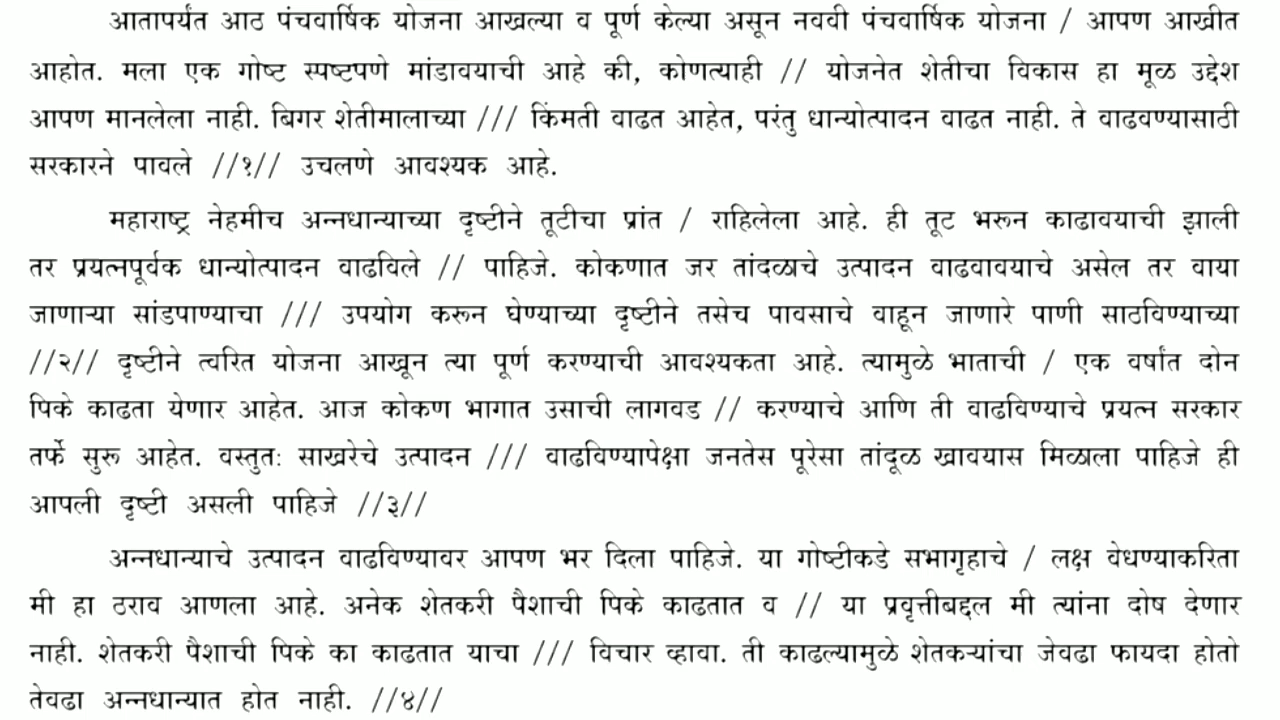 आतापर्यंत आठ पंचवार्षिक योजना आखल्या व पूर्ण केल्या असून नववी पंचवार्षिक योजना / आपण आखीत
आहोत. मला एक गोष्ट स्पष्टपणे मांडावयाची आहे की, कोणत्याही // योजनेत शेतीचा विकास हा मूळ उद्देश
आपण मानलेला नाही. बिगर शेतीमालाच्या /// किंमती वाढत आहेत, परंतु धान्योत्पादन वाढत नाही. ते वाढवण्यासाठी
सरकारने पावले //१// उचलणे आवश्यक आहे.
महाराष्ट्र नेहमीच अन्नधान्याच्या दृष्टीने तूटीचा प्रांत / राहिलेला आहे. ही तूट भरून काढावयाची झाली
तर प्रयत्नपूर्वक धान्योत्पादन वाढविले // पाहिजे. कोकणात जर तांदळाचे उत्पादन वाढवावयाचे असेल तर वाया
जाणाऱ्या सांडपाण्याचा /// उपयोग करून घेण्याच्या दृष्टीने तसेच पावसाचे वाहून जाणारे पाणी साठविण्याच्या
//२// दृष्टीने त्वरित योजना आखून त्या पूर्ण करण्याची आवश्यकता आहे. त्यामुळे भाताची / एक वर्षांत दोन
पिके काढता येणार आहेत. आज कोकण भागात उसाची लागवड // करण्याचे आणि ती वाढविण्याचे प्रयत्न सरकार
तर्फे सुरू आहेत. वस्तुतः साखरेचे उत्पादन /// वाढविण्यापेक्षा जनतेस पूरेसा तांदूळ खावयास मिळाला पाहिजे ही
आपली दृष्टी असली पाहिजे //३//
अन्नधान्याचे उत्पादन वाढविण्यावर आपण भर दिला पाहिजे. या गोष्टीकडे सभागृहाचे / लक्ष वेधण्याकरिता
मी हा ठराव आणला आहे. अनेक शेतकरी पैशाची पिके काढतात व // या प्रवृत्तीबद्दल मी त्यांना दोष देणार
नाही. शेतकरी पैशाची पिके का काढतात याचा /// विचार व्हावा. ती काढल्यामुळे शेतकऱ्यांचा जेवढा फायदा होतो
तेवढा अन्नधान्यात होत नाही. //४//